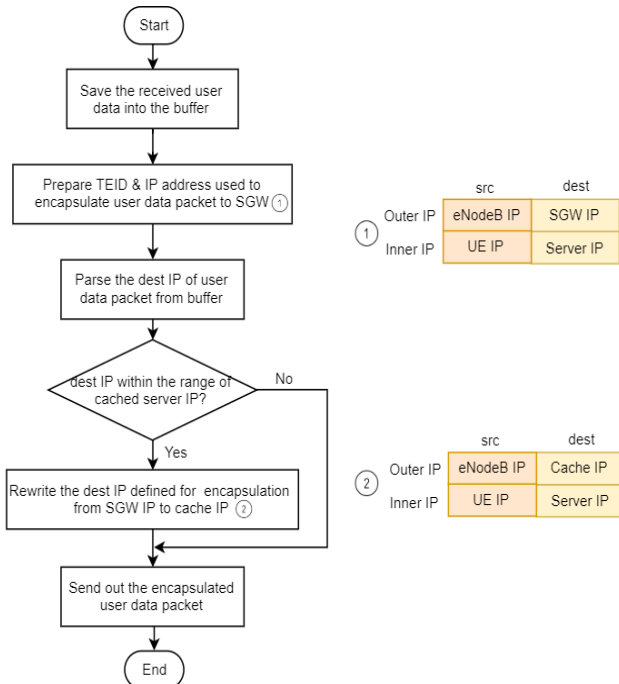 Start
Save the received user
data into the buffer
Prepare TEID & IP address used to
encapsulate user data packet to SGW ①
Parse the dest IP of user
data packet from buffer
dest IP within the range of
cached server IP?
No
Yes
Rewrite the dest IP defined for encapsulation
from SGW IP to cache IP ②
Send out the encapsulated
user data packet
End
src dest
① Outer IP eNodeB IP SGW IP
Inner IP UE IP Server IP
src dest
② Outer IP eNodeB IP Cache IP
Inner IP UE IP Server IP